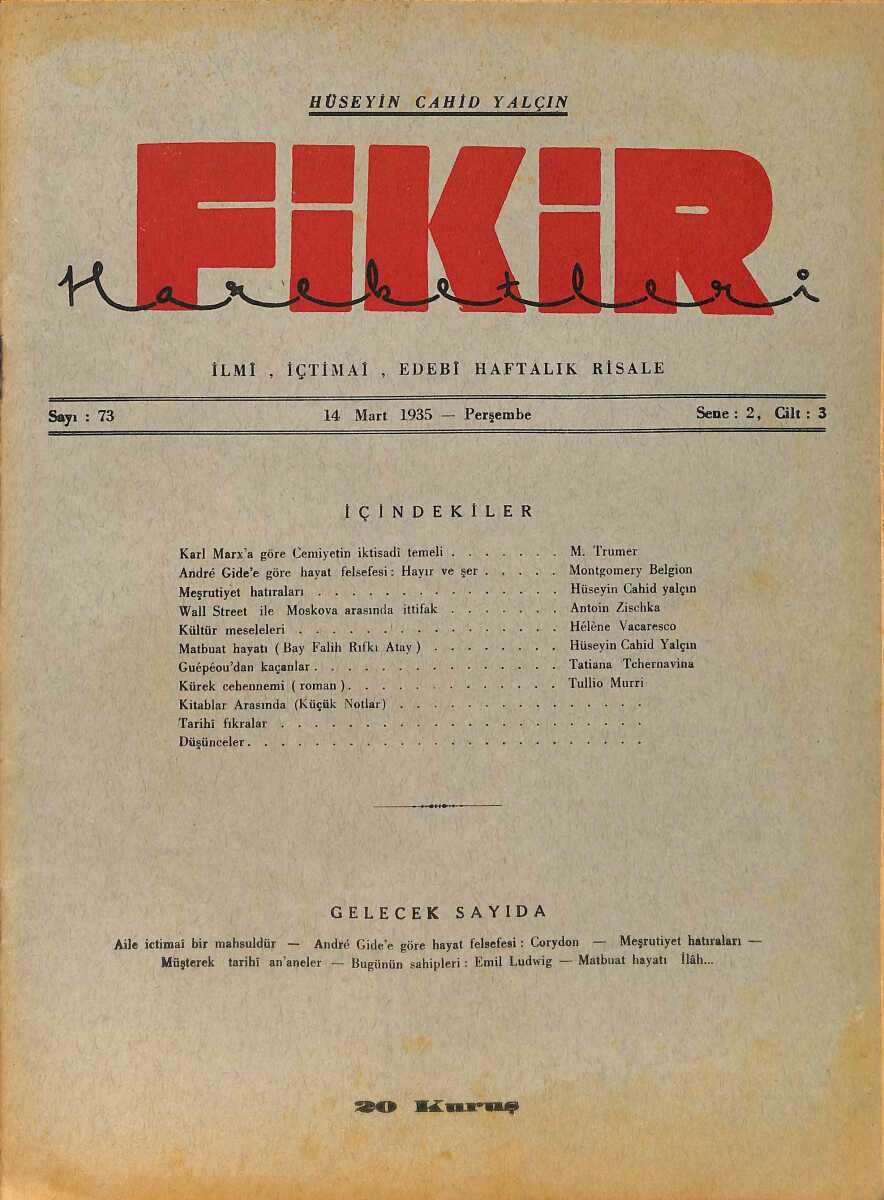 HÜSEYİN CAHİD YALÇIN
FİKİR
Hareketleri
İLMÎ , İÇTİMAÎ , EDEBÎ HAFTALIK RİSALE
Sayı : 73 14 Mart 1935 — Perşembe Sene : 2, Cilt : 3
İÇİNDEKİLER
Karl Marx'a göre Cemiyetin iktisadî temeli . . . . . . . M. Trumer
André Gide'e göre hayat felsefesi : Hayır ve şer . . . . . Montgomery Belgion
Meşrutiyet hatıraları . . . . . . . . . . . . . . Hüseyin Cahid yalçın
Wall Street ile Moskova arasında ittifak . . . . . . . Antoin Zischka
Kültür meseleleri . . . . . . . . . . . . . . . Hélène Vacaresco
Matbuat hayatı ( Bay Falih Rıfkı Atay ) . . . . . . . . Hüseyin Cahid Yalçın
Guépéou'dan kaçanlar . . . . . . . . . . . . . . Tatiana Tchernavina
Kürek cehennemi ( roman ) . . . . . . . . . . . . Tullio Murri
Kitablar Arasında (Küçük Notlar) . . . . . . . . . . . . . .
Tarihî fıkralar . . . . . . . . . . . . . . . . . . . . .
Düşünceler . . . . . . . . . . . . . . . . . . . . . .
GELECEK SAYIDA
Aile ictimaî bir mahsuldür — André Gide'e göre hayat felsefesi : Corydon — Meşrutiyet hatıraları —
Müşterek tarihî an'aneler — Bugünün sahipleri : Emil Ludwig — Matbuat hayatı İlâh...
20 Kuruş